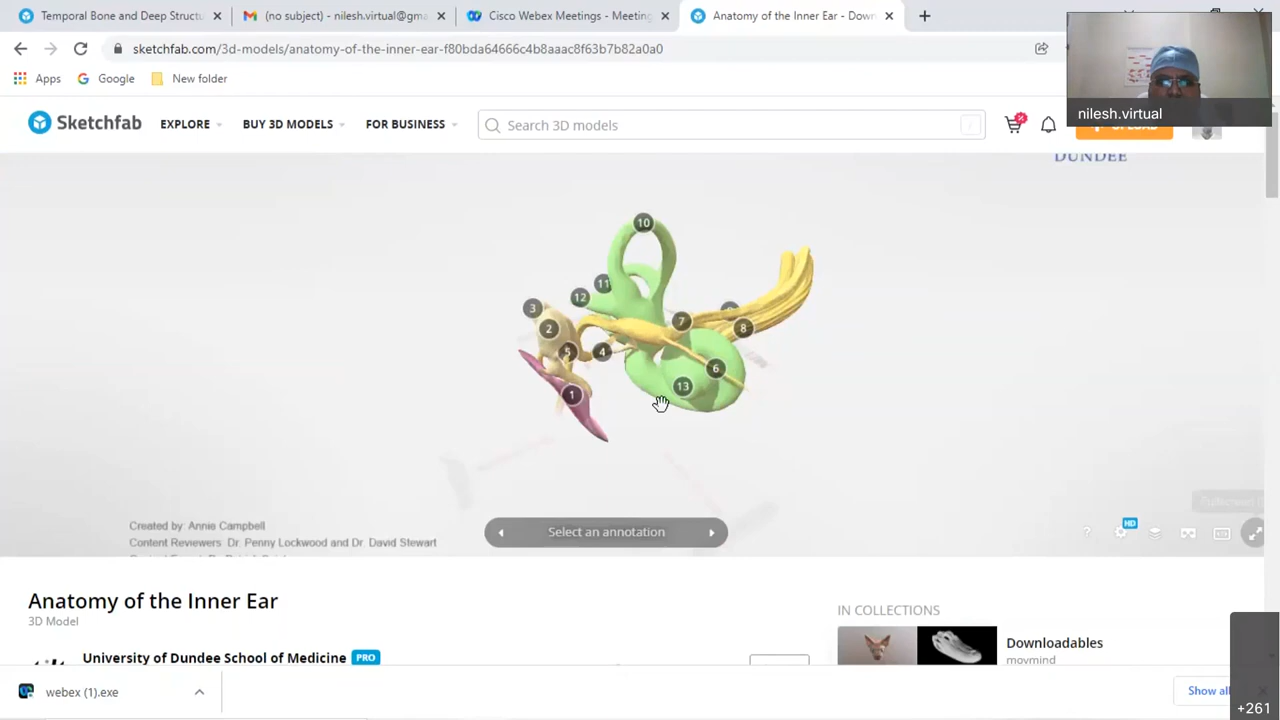 Temporal Bone and Deep Structu
(no subject) - nilesh.virtual@gma
Cisco Webex Meetings - Meeting
Anatomy of the Inner Ear - Down
sketchfab.com/3d-models/anatomy-of-the-inner-ear-f80bda64666c4b8aaac8f63b7b82a0a0
Apps
Google
New folder
nilesh.virtual
Sketchfab
EXPLORE
BUY 3D MODELS
FOR BUSINESS
Search 3D models
/
UPLOAD
DUNDEE
10
11
12
3
2
7
8
5
4
6
13
1
Created by: Annie Campbell
Content Reviewers: Dr. Penny Lockwood and Dr. David Stewart
Select an annotation
?
HD
Anatomy of the Inner Ear
3D Model
University of Dundee School of Medicine
PRO
IN COLLECTIONS
Downloadables
movmind
webex (1).exe
Show all
+261